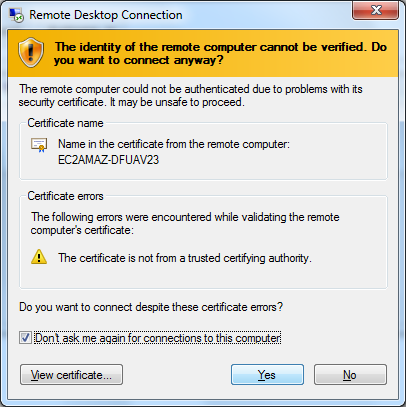 Remote Desktop Connection
The identity of the remote computer cannot be verified. Do
you want to connect anyway?
The remote computer could not be authenticated due to problems with its
security certificate. It may be unsafe to proceed.
Certificate name
Name in the certificate from the remote computer:
EC2AMAZ-DFUAV23
Certificate errors
The following errors were encountered while validating the remote
computer's certificate:
The certificate is not from a trusted certifying authority.
Do you want to connect despite these certificate errors?
Don't ask me again for connections to this computer
View certificate...
Yes
No